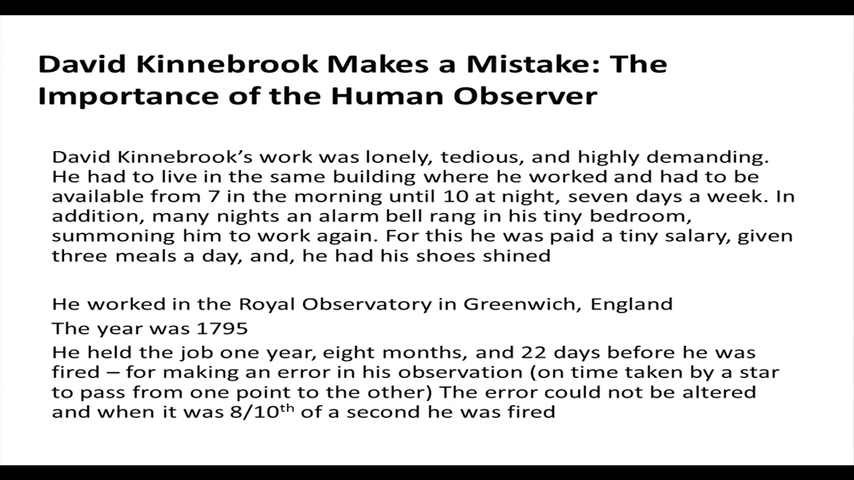 David Kinnebrook Makes a Mistake: The
Importance of the Human Observer
David Kinnebrook’s work was lonely, tedious, and highly demanding.
He had to live in the same building where he worked and had to be
available from 7 in the morning until 10 at night, seven days a week. In
addition, many nights an alarm bell rang in his tiny bedroom,
summoning him to work again. For this he was paid a tiny salary, given
three meals a day, and, he had his shoes shined
He worked in the Royal Observatory in Greenwich, England
The year was 1795
He held the job one year, eight months, and 22 days before he was
fired – for making an error in his observation (on time taken by a star
to pass from one point to the other) The error could not be altered
and when it was 8/10th of a second he was fired